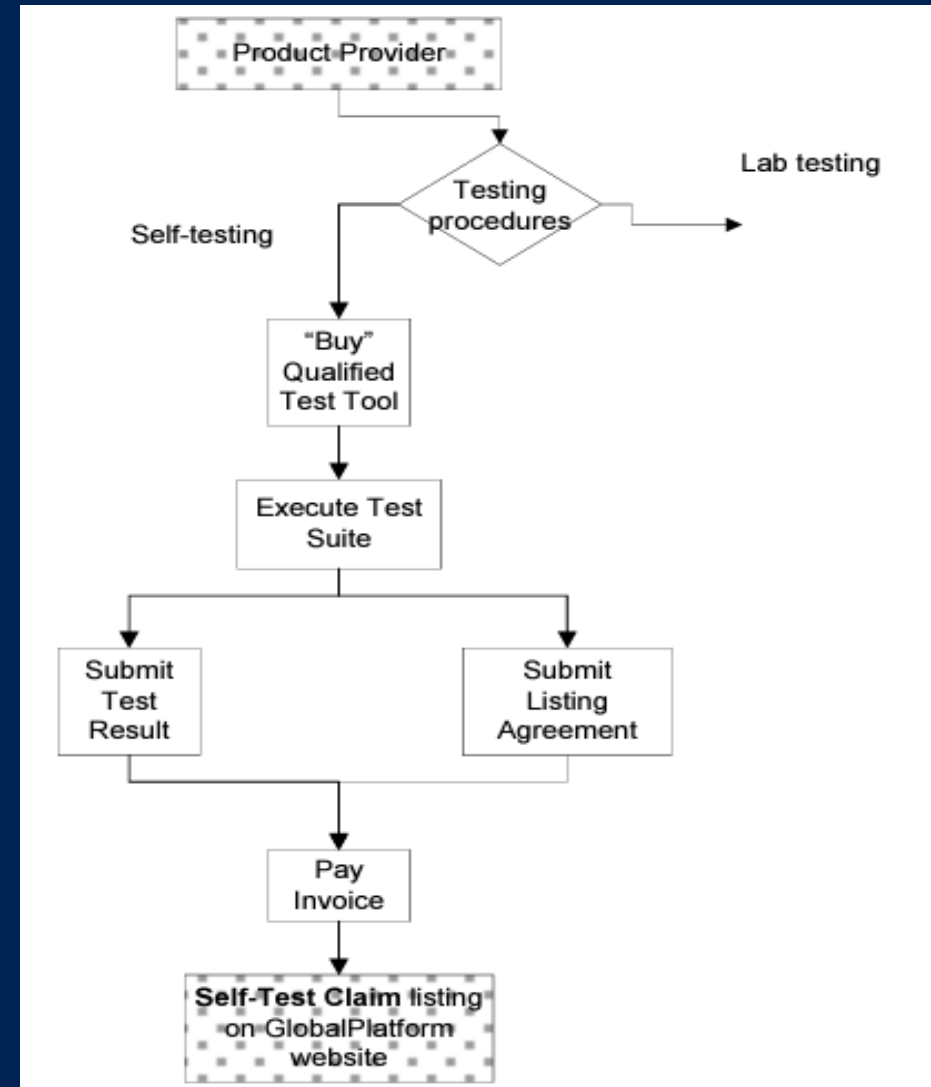 Product Provider
Lab testing
Testing
procedures
Self-testing
“Buy”
Qualified
Test Tool
Execute Test
Suite
Submit
Test
Result
Submit
Listing
Agreement
Pay
Invoice
Self-Test Claim listing
on GlobalPlatform
website